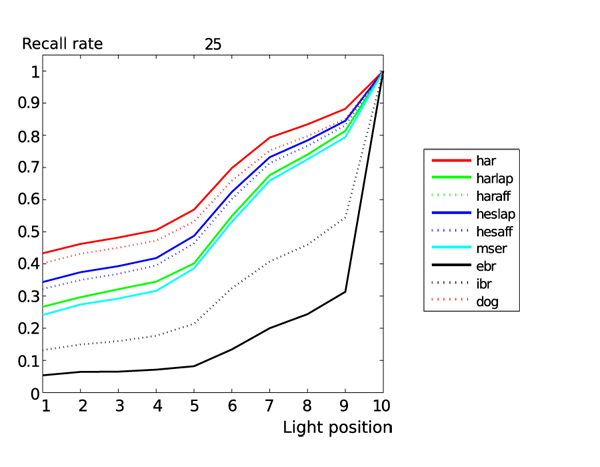 Recall rate 25
1
0.9
0.8
0.7
0.6
0.5
0.4
0.3
0.2
0.1
0
1 2 3 4 5 6 7 8 9 10
Light position
har
harlap
haraff
heslap
hesaff
mser
ebr
ibr
dog